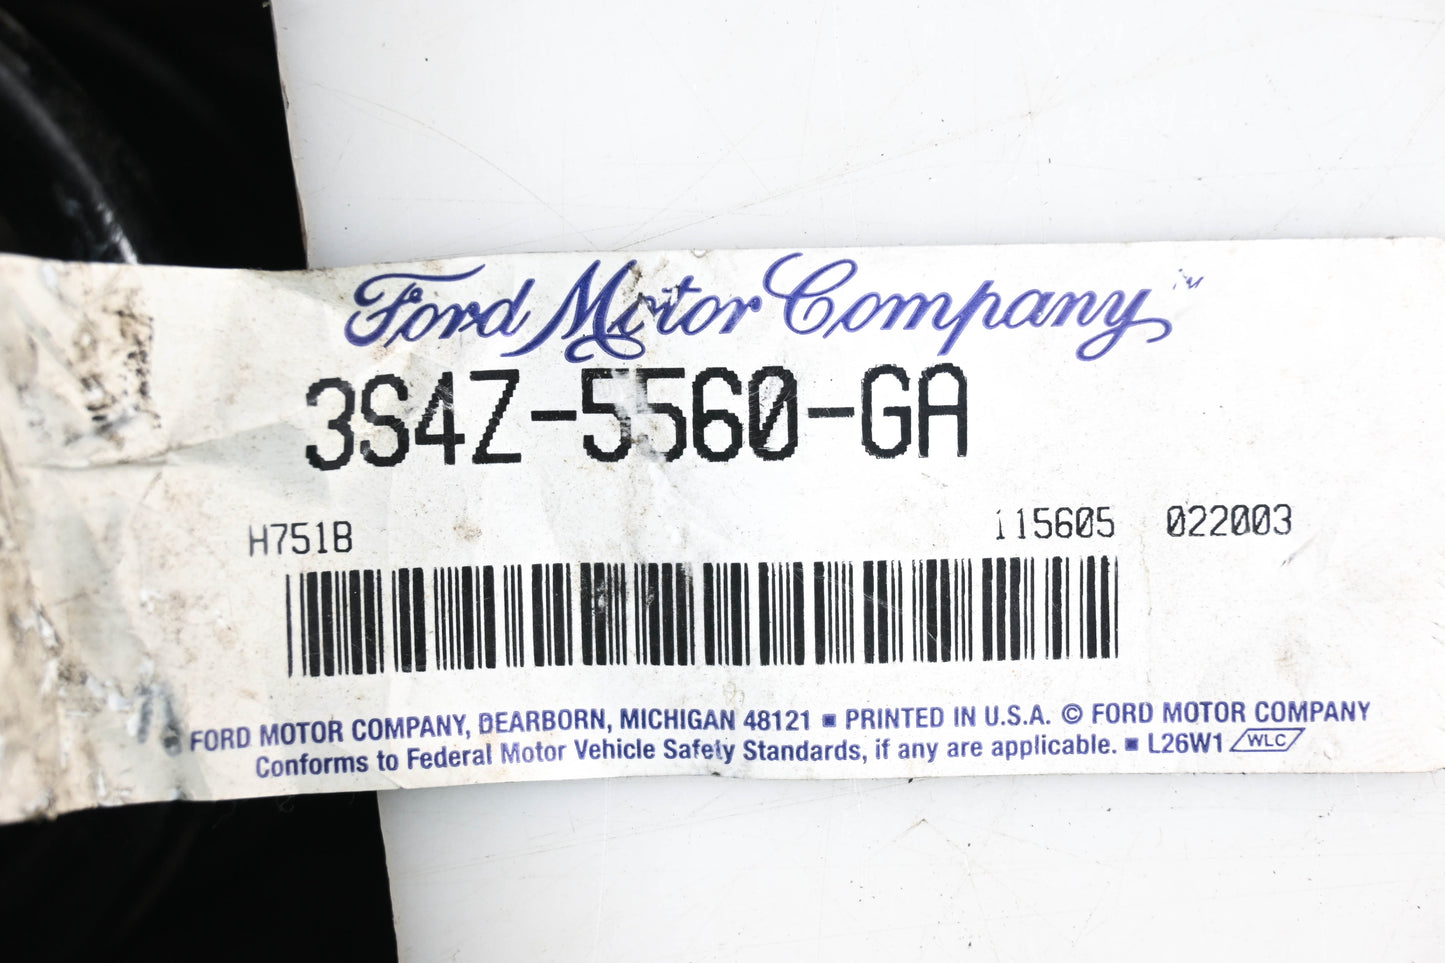 Ford Motor Company™
3S4Z-5560-GA
H751B 115605 022003
FORD MOTOR COMPANY, DEARBORN, MICHIGAN 48121 ■ PRINTED IN U.S.A. © FORD MOTOR COMPANY
Conforms to Federal Motor Vehicle Safety Standards, if any are applicable. ■ L26W1 WLC